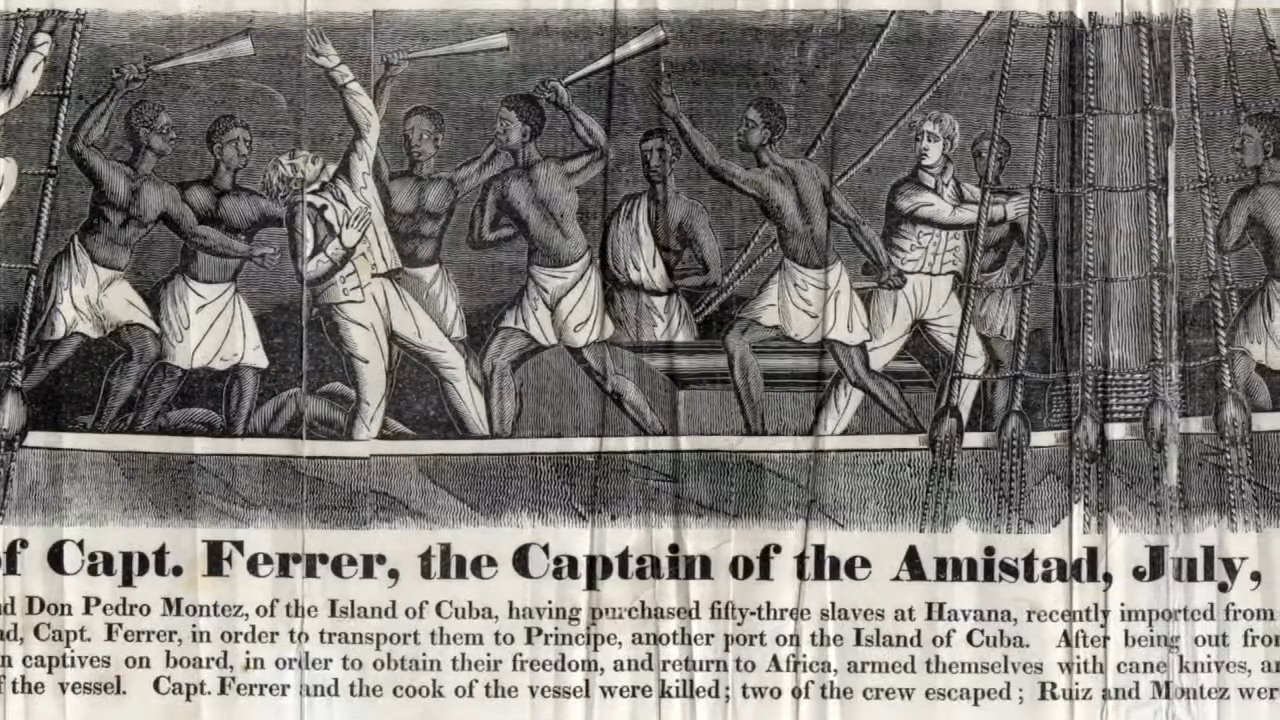 of Capt. Ferrer, the Captain of the Amistad, July,
d Don Pedro Montez, of the Island of Cuba, having purchased fifty-three slaves at Havana, recently imported from
d, Capt. Ferrer, in order to transport them to Principe, another port on the Island of Cuba. After being out from
n captives on board, in order to obtain their freedom, and return to Africa, armed themselves with cane knives, an
f the vessel. Capt. Ferrer and the cook of the vessel were killed; two of the crew escaped; Ruiz and Montez wer